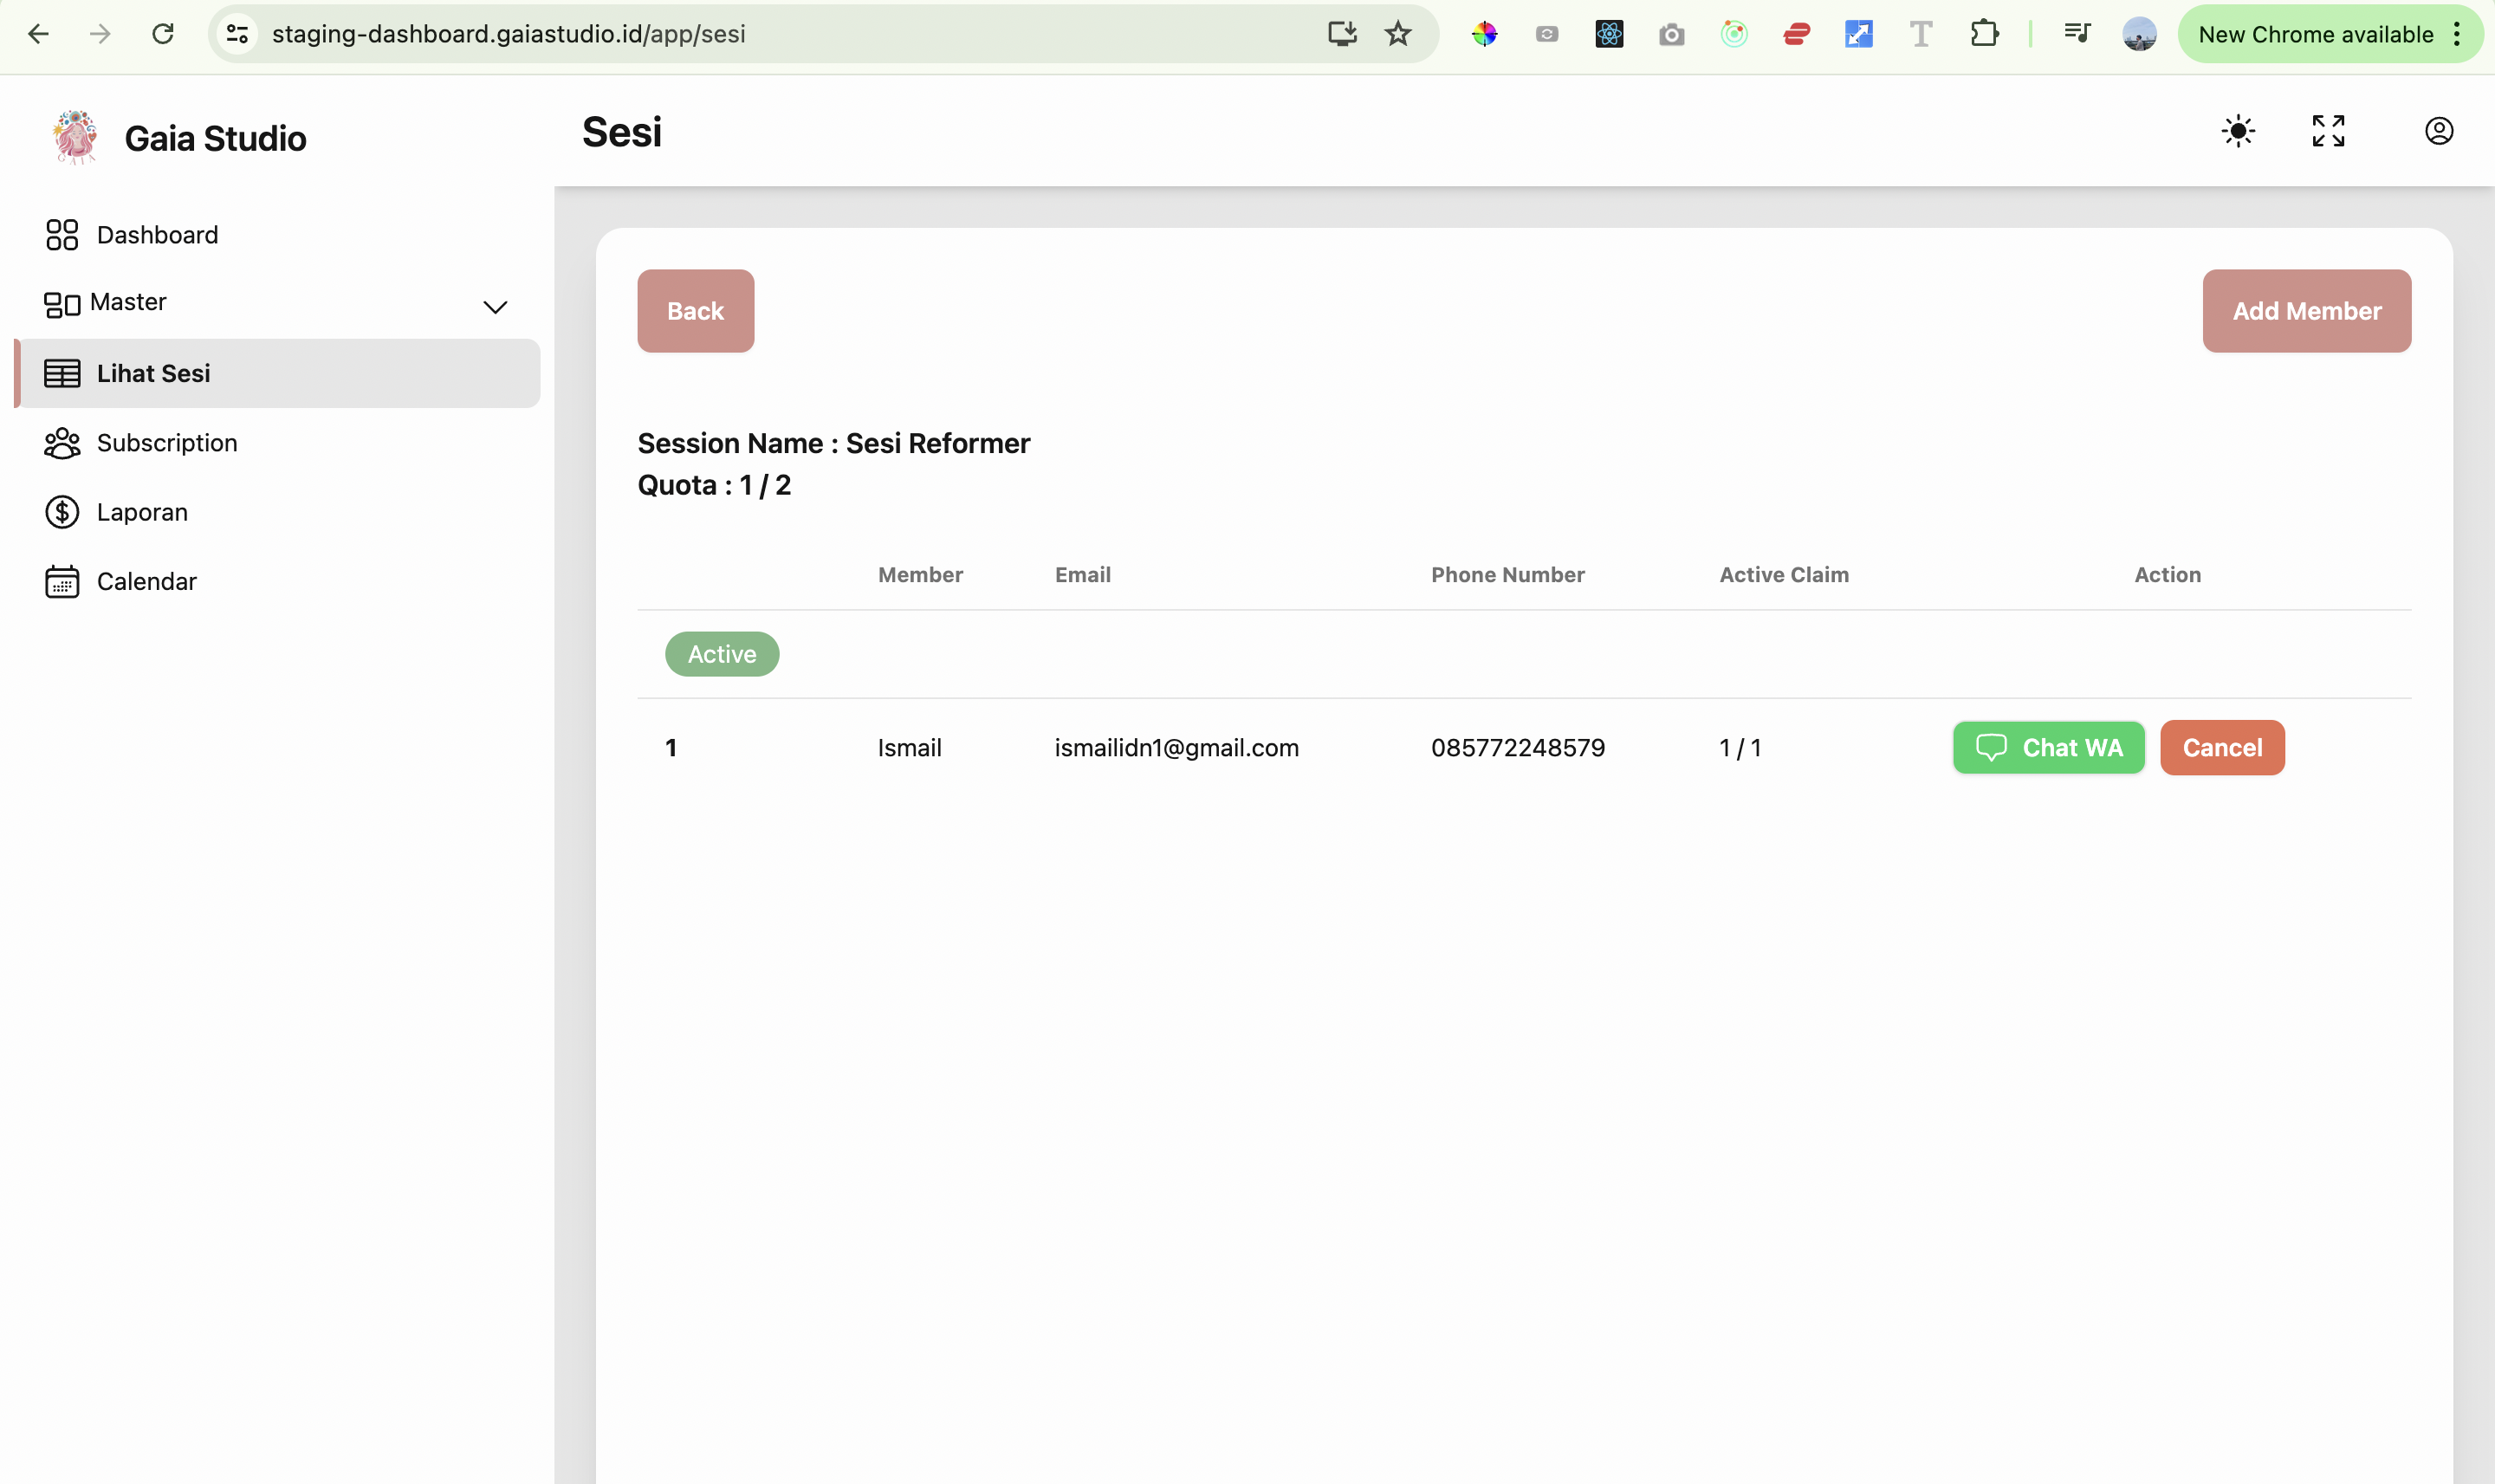 staging-dashboard.gaiastudio.id/app/sesi
New Chrome available
GAIA
Gaia Studio
Sesi
Dashboard
Master
Lihat Sesi
Subscription
Laporan
Calendar
Back
Add Member
Session Name : Sesi Reformer
Quota : 1 / 2
Member Email Phone Number Active Claim Action
Active
1 Ismail ismailidn1@gmail.com 085772248579 1 / 1 Chat WA Cancel